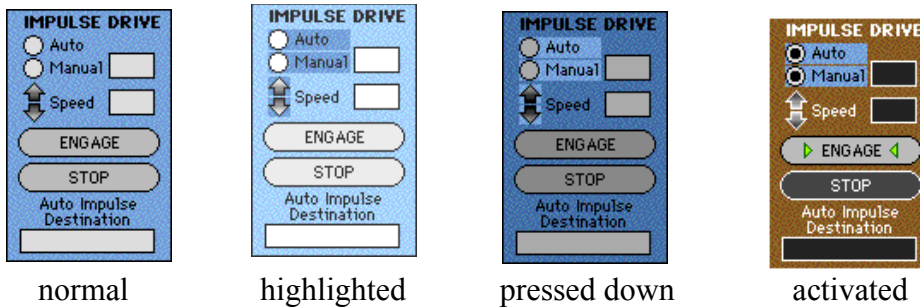 IMPULSE DRIVE
Auto
Manual
Speed
ENGAGE
STOP
Auto Impulse
Destination
normal
IMPULSE DRIVE
Auto
Manual
Speed
ENGAGE
STOP
Auto Impulse
Destination
highlighted
IMPULSE DRIVE
Auto
Manual
Speed
ENGAGE
STOP
Auto Impulse
Destination
pressed down
IMPULSE DRIVE
Auto
Manual
Speed
ENGAGE
STOP
Auto Impulse
Destination
activated